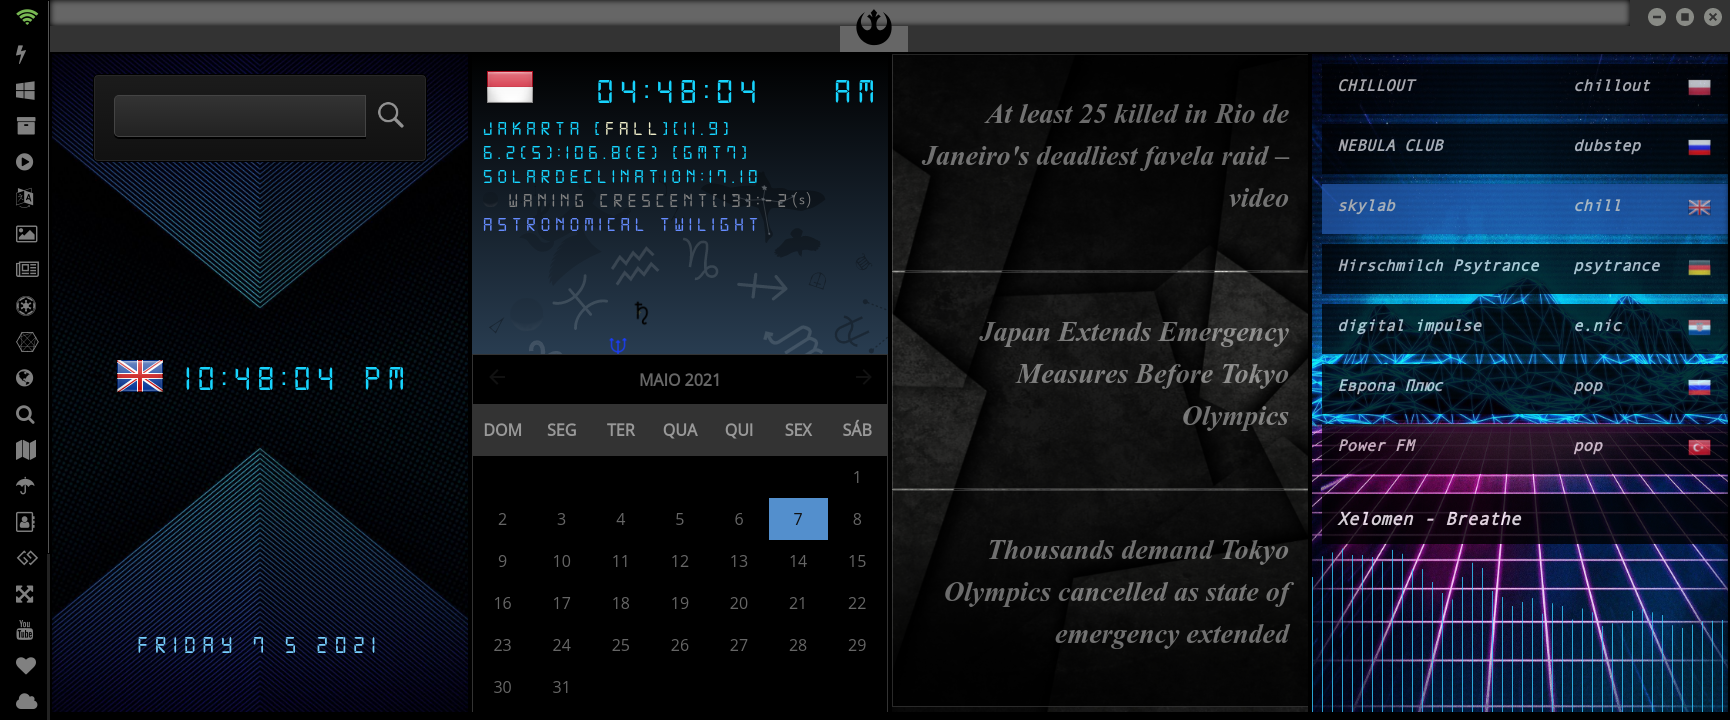 10:48:04 PM
FRIDAY 7 5 2021
04:48:04 AM
JAKARTA [FALL][11.9]
6.2(S):106.8(E) [GMT7]
SOLARDECLINATION:17.10
WANING CRESCENT[13]:-2(s)
ASTRONOMICAL TWILIGHT
MAIO 2021
DOM SEG TER QUA QUI SEX SÁB
1
2 3 4 5 6 7 8
9 10 11 12 13 14 15
16 17 18 19 20 21 22
23 24 25 26 27 28 29
30 31
At least 25 killed in Rio de
Janeiro's deadliest favela raid –
video
Japan Extends Emergency
Measures Before Tokyo
Olympics
Thousands demand Tokyo
Olympics cancelled as state of
emergency extended
CHILLOUT chillout
NEBULA CLUB dubstep
skylab chill
Hirschmilch Psytrance psytrance
digital impulse e.nic
Европа Плюс pop
Power FM pop
Xelomen - Breathe
You
Tube